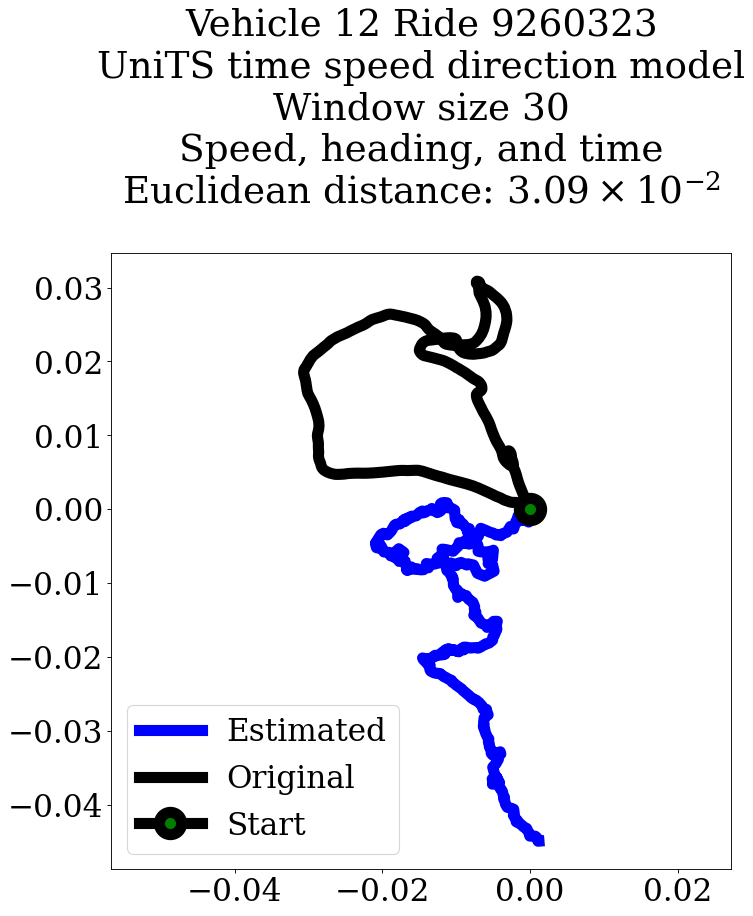 Vehicle 12 Ride 9260323
UniTS time speed direction model
Window size 30
Speed, heading, and time
Euclidean distance: 3.09 × 10⁻²
0.03
0.02
0.01
0.00
−0.01
−0.02
−0.03
−0.04
Estimated
Original
Start
−0.04 −0.02 0.00 0.02